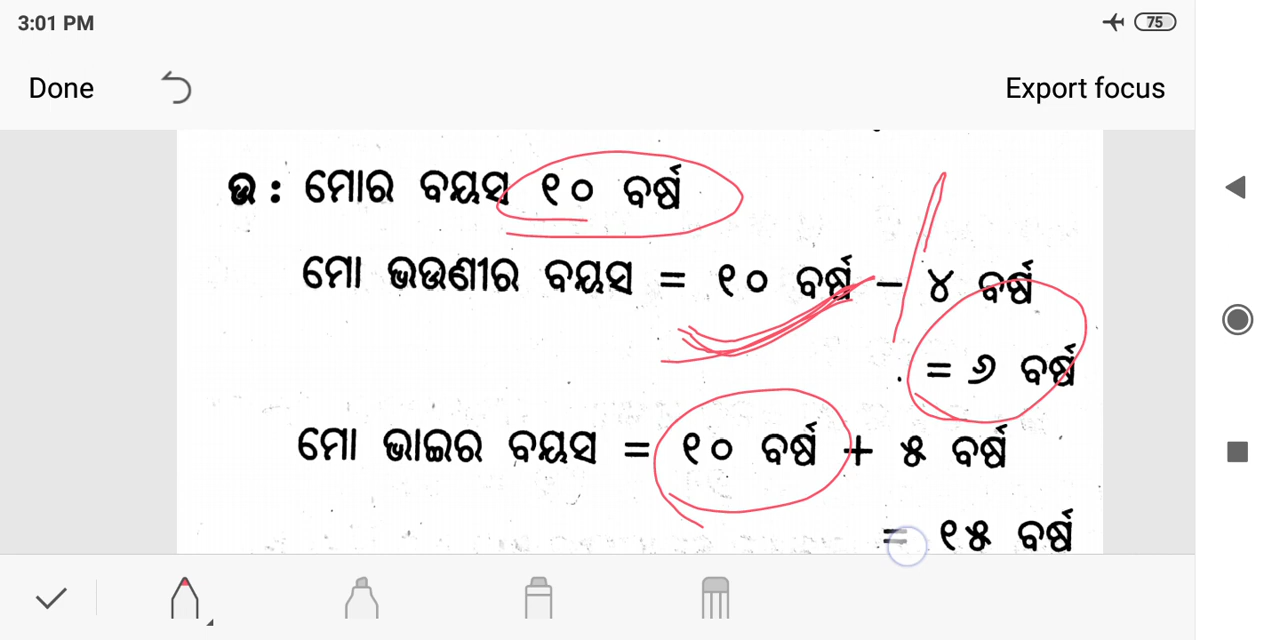 3:01 PM
75
Done
Export focus
ଉ : ମୋର ବୟସ ୧୦ ବର୍ଷ
ମୋ ଭଉଣୀର ବୟସ = ୧୦ ବର୍ଷ − ୪ ବର୍ଷ
= ୬ ବର୍ଷ
ମୋ ଭାଇର ବୟସ = ୧୦ ବର୍ଷ + ୫ ବର୍ଷ
= ୧୫ ବର୍ଷ